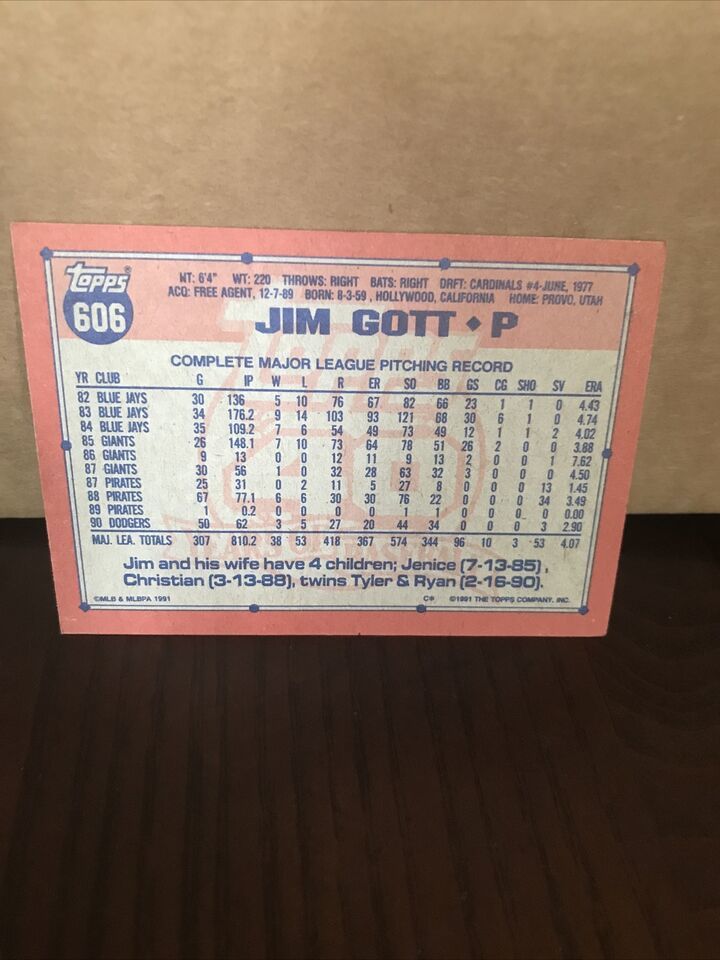 Topps
606
WT: 6'4" WT: 220 THROWS: RIGHT BATS: RIGHT DRFT: CARDINALS #4-JUNE, 1977
ACQ: FREE AGENT, 12-7-89 BORN: 8-3-59, HOLLYWOOD, CALIFORNIA HOME: PROVO, UTAH
JIM GOTT ♦ P
COMPLETE MAJOR LEAGUE PITCHING RECORD
YR CLUB G IP W L R ER SO BB GS CG SHO SV ERA
82 BLUE JAYS 30 136 5 10 76 67 82 66 23 1 1 0 4.43
83 BLUE JAYS 34 176.2 9 14 103 93 121 68 30 6 1 0 4.74
84 BLUE JAYS 35 109.2 7 6 54 49 73 49 12 1 1 2 4.02
85 GIANTS 26 148.1 7 10 73 64 78 51 26 2 0 0 3.88
86 GIANTS 9 13 0 0 12 11 9 13 2 0 0 1 7.62
87 GIANTS 30 56 1 0 32 28 63 32 3 0 0 0 4.50
87 PIRATES 25 31 0 2 11 5 27 8 0 0 0 13 1.45
88 PIRATES 67 77.1 6 6 30 30 76 22 0 0 0 34 3.49
89 PIRATES 1 0.2 0 0 0 0 1 1 0 0 0 0 0.00
90 DODGERS 50 62 3 5 27 20 44 34 0 0 0 3 2.90
MAJ. LEA. TOTALS 307 810.2 38 53 418 367 574 344 96 10 3 53 4.07
Jim and his wife have 4 children; Jenice (7-13-85),
Christian (3-13-88), twins Tyler & Ryan (2-16-90).
©MLB & MLBPA 1991 C* ©1991 THE TOPPS COMPANY, INC.